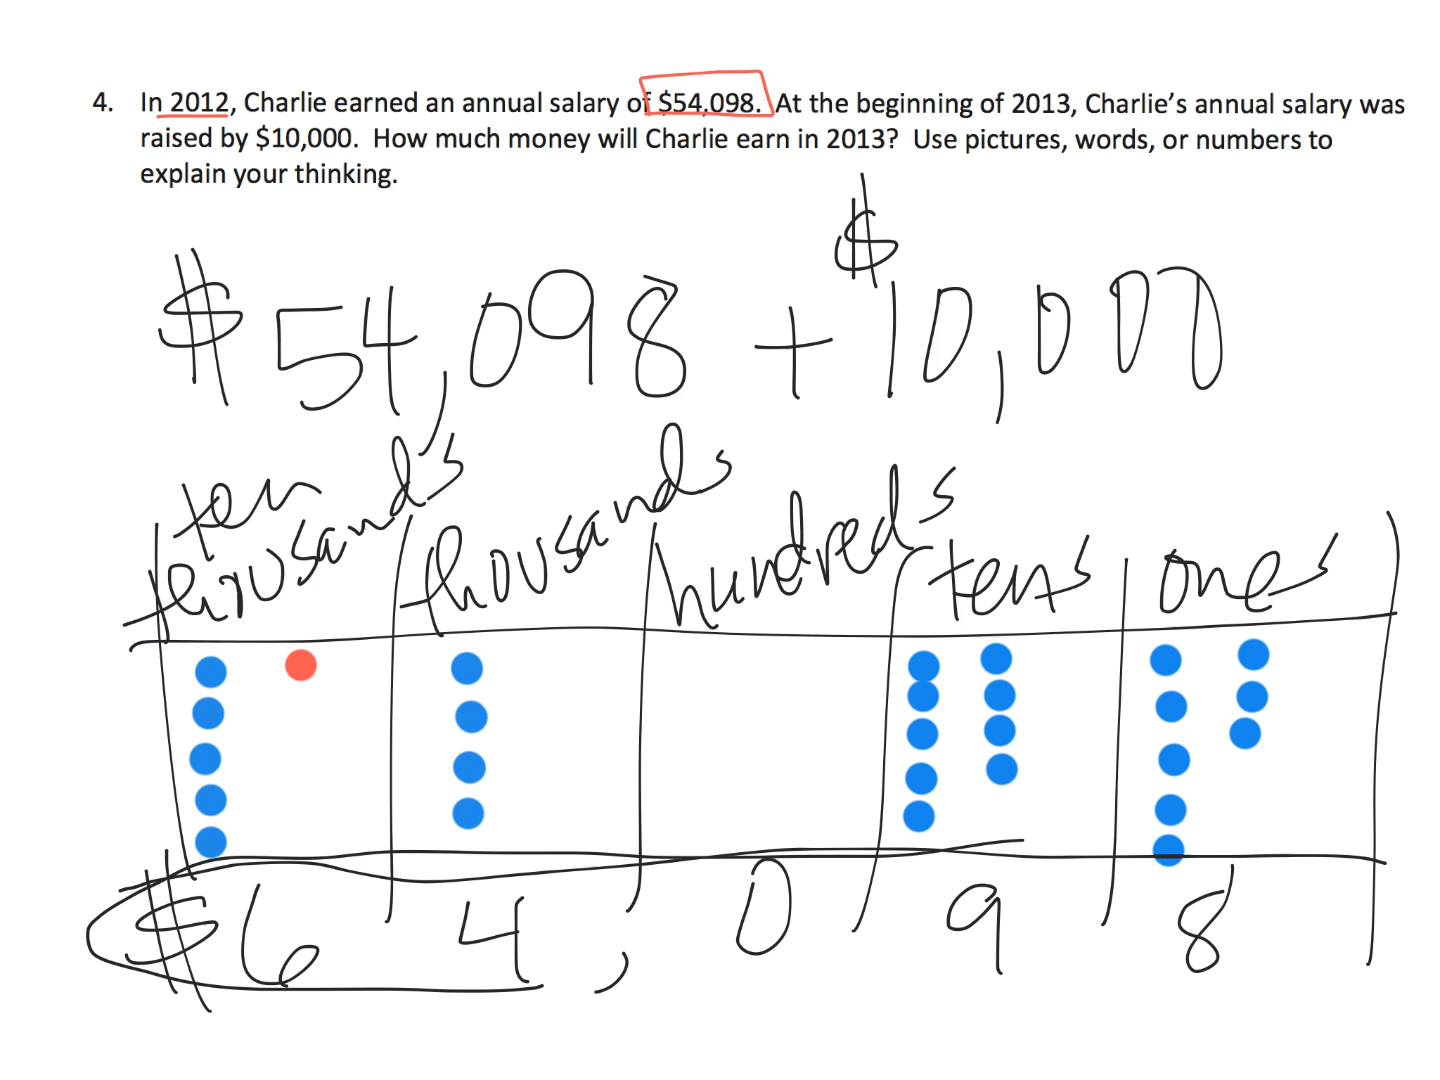 4. In 2012, Charlie earned an annual salary of $54,098. At the beginning of 2013, Charlie's annual salary was
raised by $10,000. How much money will Charlie earn in 2013? Use pictures, words, or numbers to
explain your thinking.
$54,098 + $10,000
ten thousands thousands hundreds tens ones
$64,098